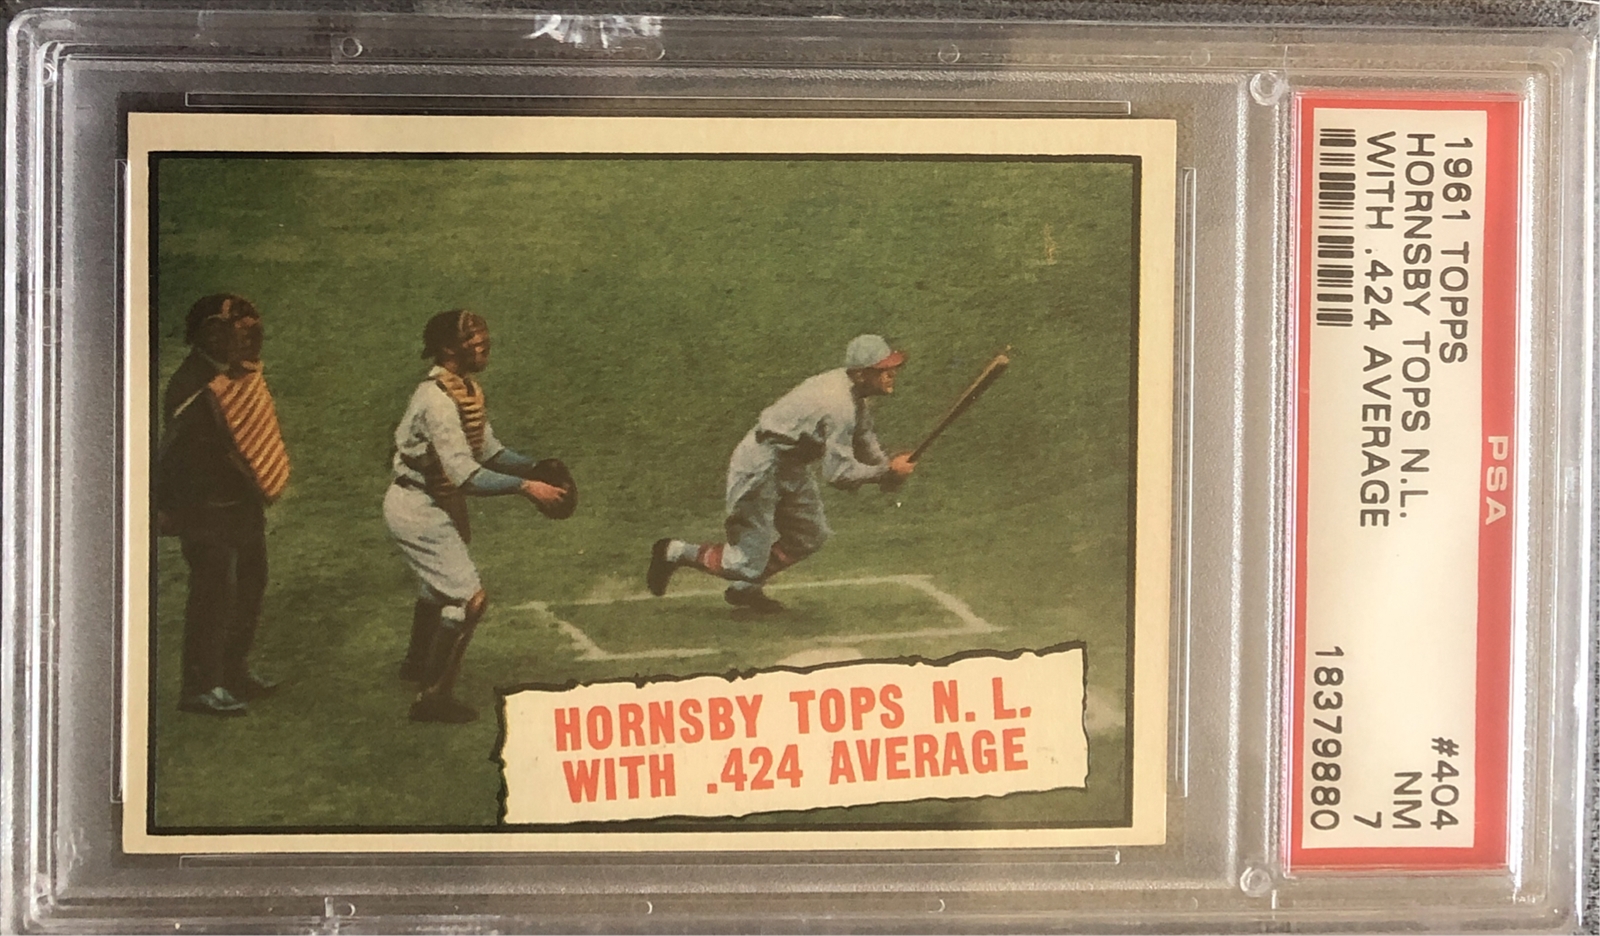 HORNSBY TOPS N. L.
WITH .424 AVERAGE
PSA
1961 TOPPS #404
HORNSBY TOPS N.L. NM
WITH .424 AVERAGE 7
18379880